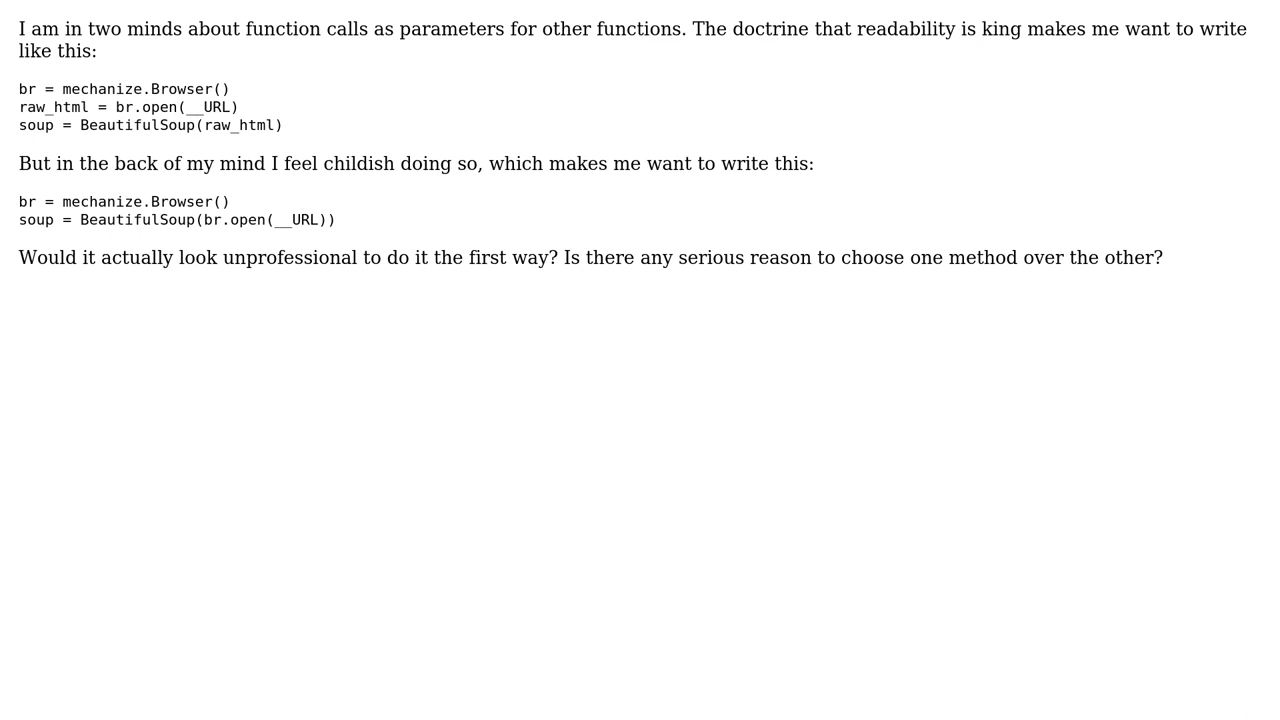 I am in two minds about function calls as parameters for other functions. The doctrine that readability is king makes me want to write
like this:
br = mechanize.Browser()
raw_html = br.open(__URL)
soup = BeautifulSoup(raw_html)
But in the back of my mind I feel childish doing so, which makes me want to write this:
br = mechanize.Browser()
soup = BeautifulSoup(br.open(__URL))
Would it actually look unprofessional to do it the first way? Is there any serious reason to choose one method over the other?